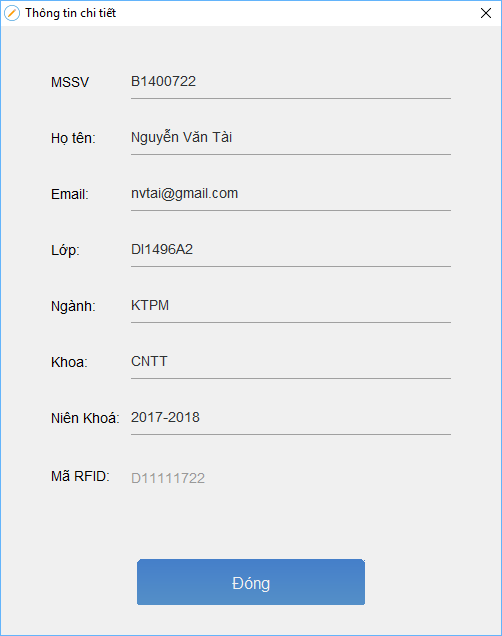 Thông tin chi tiết
MSSV B1400722
Họ tên: Nguyễn Văn Tài
Email: nvtai@gmail.com
Lớp: DI1496A2
Ngành: KTPM
Khoa: CNTT
Niên Khoá: 2017-2018
Mã RFID: D11111722
Đóng